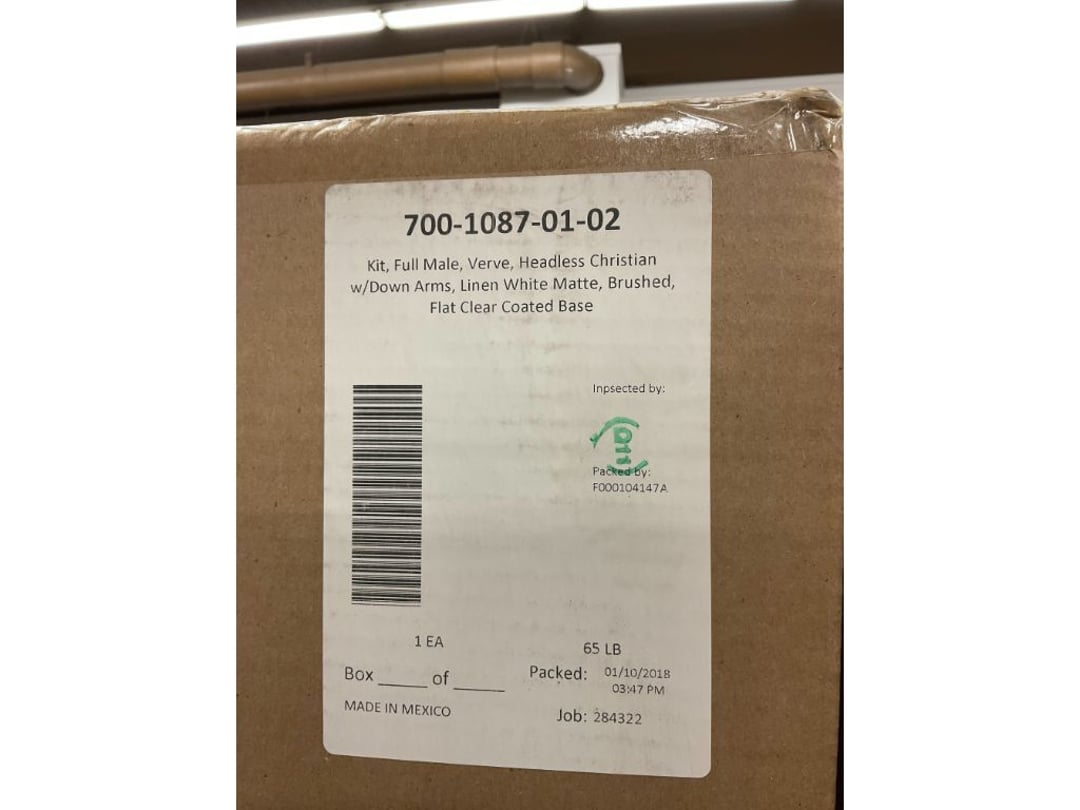 700-1087-01-02
Kit, Full Male, Verve, Headless Christian
w/Down Arms, Linen White Matte, Brushed,
Flat Clear Coated Base
Inpsected by:
Packed by:
F000104147A
1 EA
65 LB
Box _____ of _____
Packed: 01/10/2018
03:47 PM
MADE IN MEXICO
Job: 284322